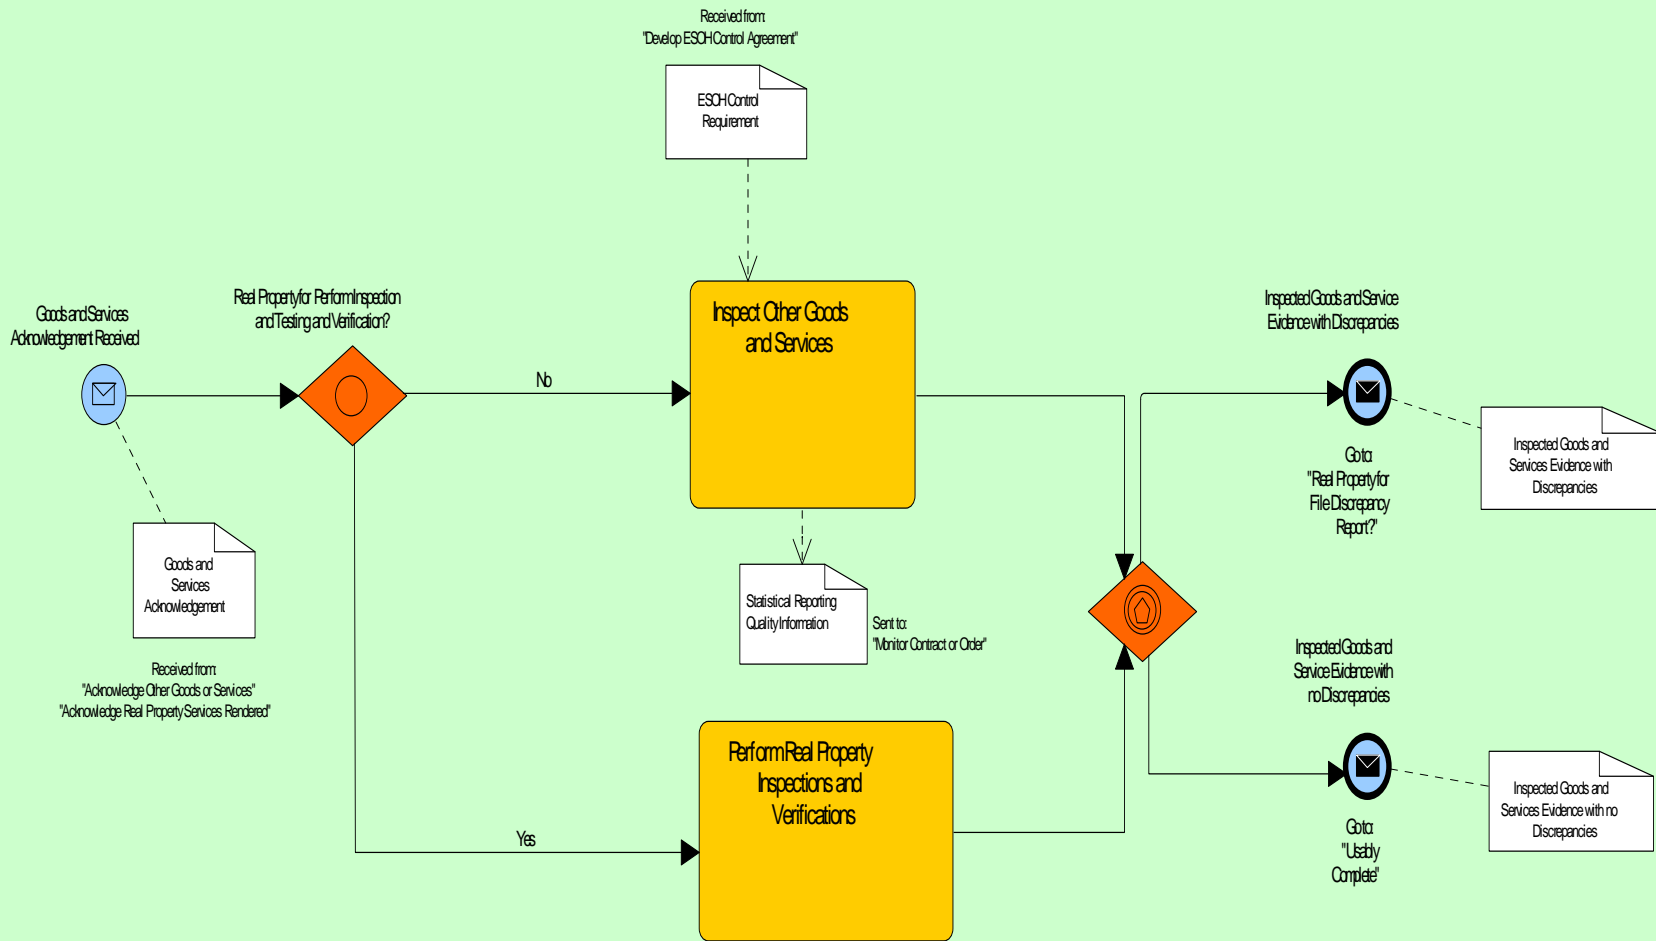 Received from:
"Develop ESOH Control Agreement"
ESOH Control
Requirement
Goods and Services
Acknowledgement Received
Real Property for Perform Inspection
and Testing and Verification?
No
Inspect Other Goods
and Services
Inspected Goods and Service
Evidence with Discrepancies
Go to:
"Real Property for
File Discrepancy
Report?"
Inspected Goods and
Services Evidence with
Discrepancies
Goods and
Services
Acknowledgement
Received from:
"Acknowledge Other Goods or Services"
"Acknowledge Real Property Services Rendered"
Statistical Reporting
Quality Information
Sent to:
"Monitor Contract or Order"
Inspected Goods and
Service Evidence with
no Discrepancies
Go to:
"Usably
Complete"
Inspected Goods and
Services Evidence with no
Discrepancies
Perform Real Property
Inspections and
Verifications
Yes